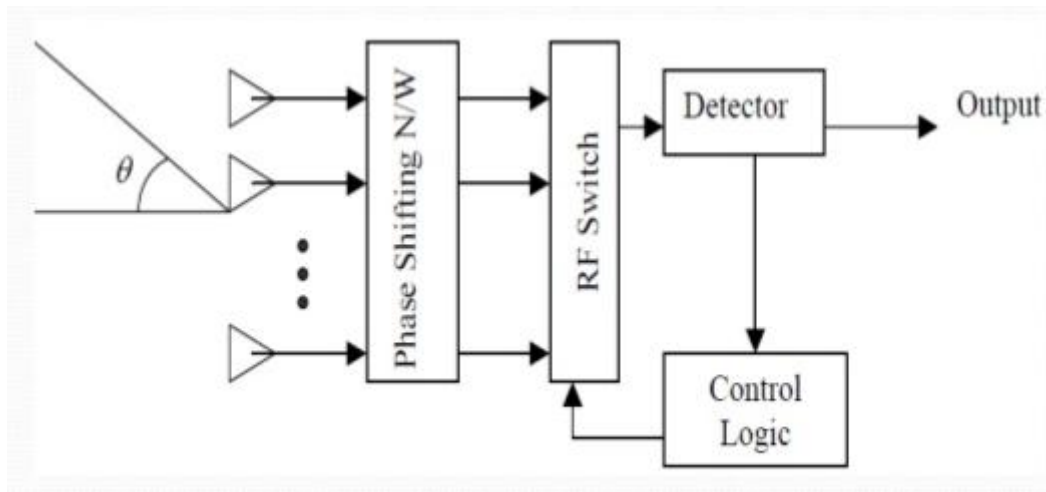 θ
Phase Shifting N/W
RF Switch
Detector
Output
Control
Logic